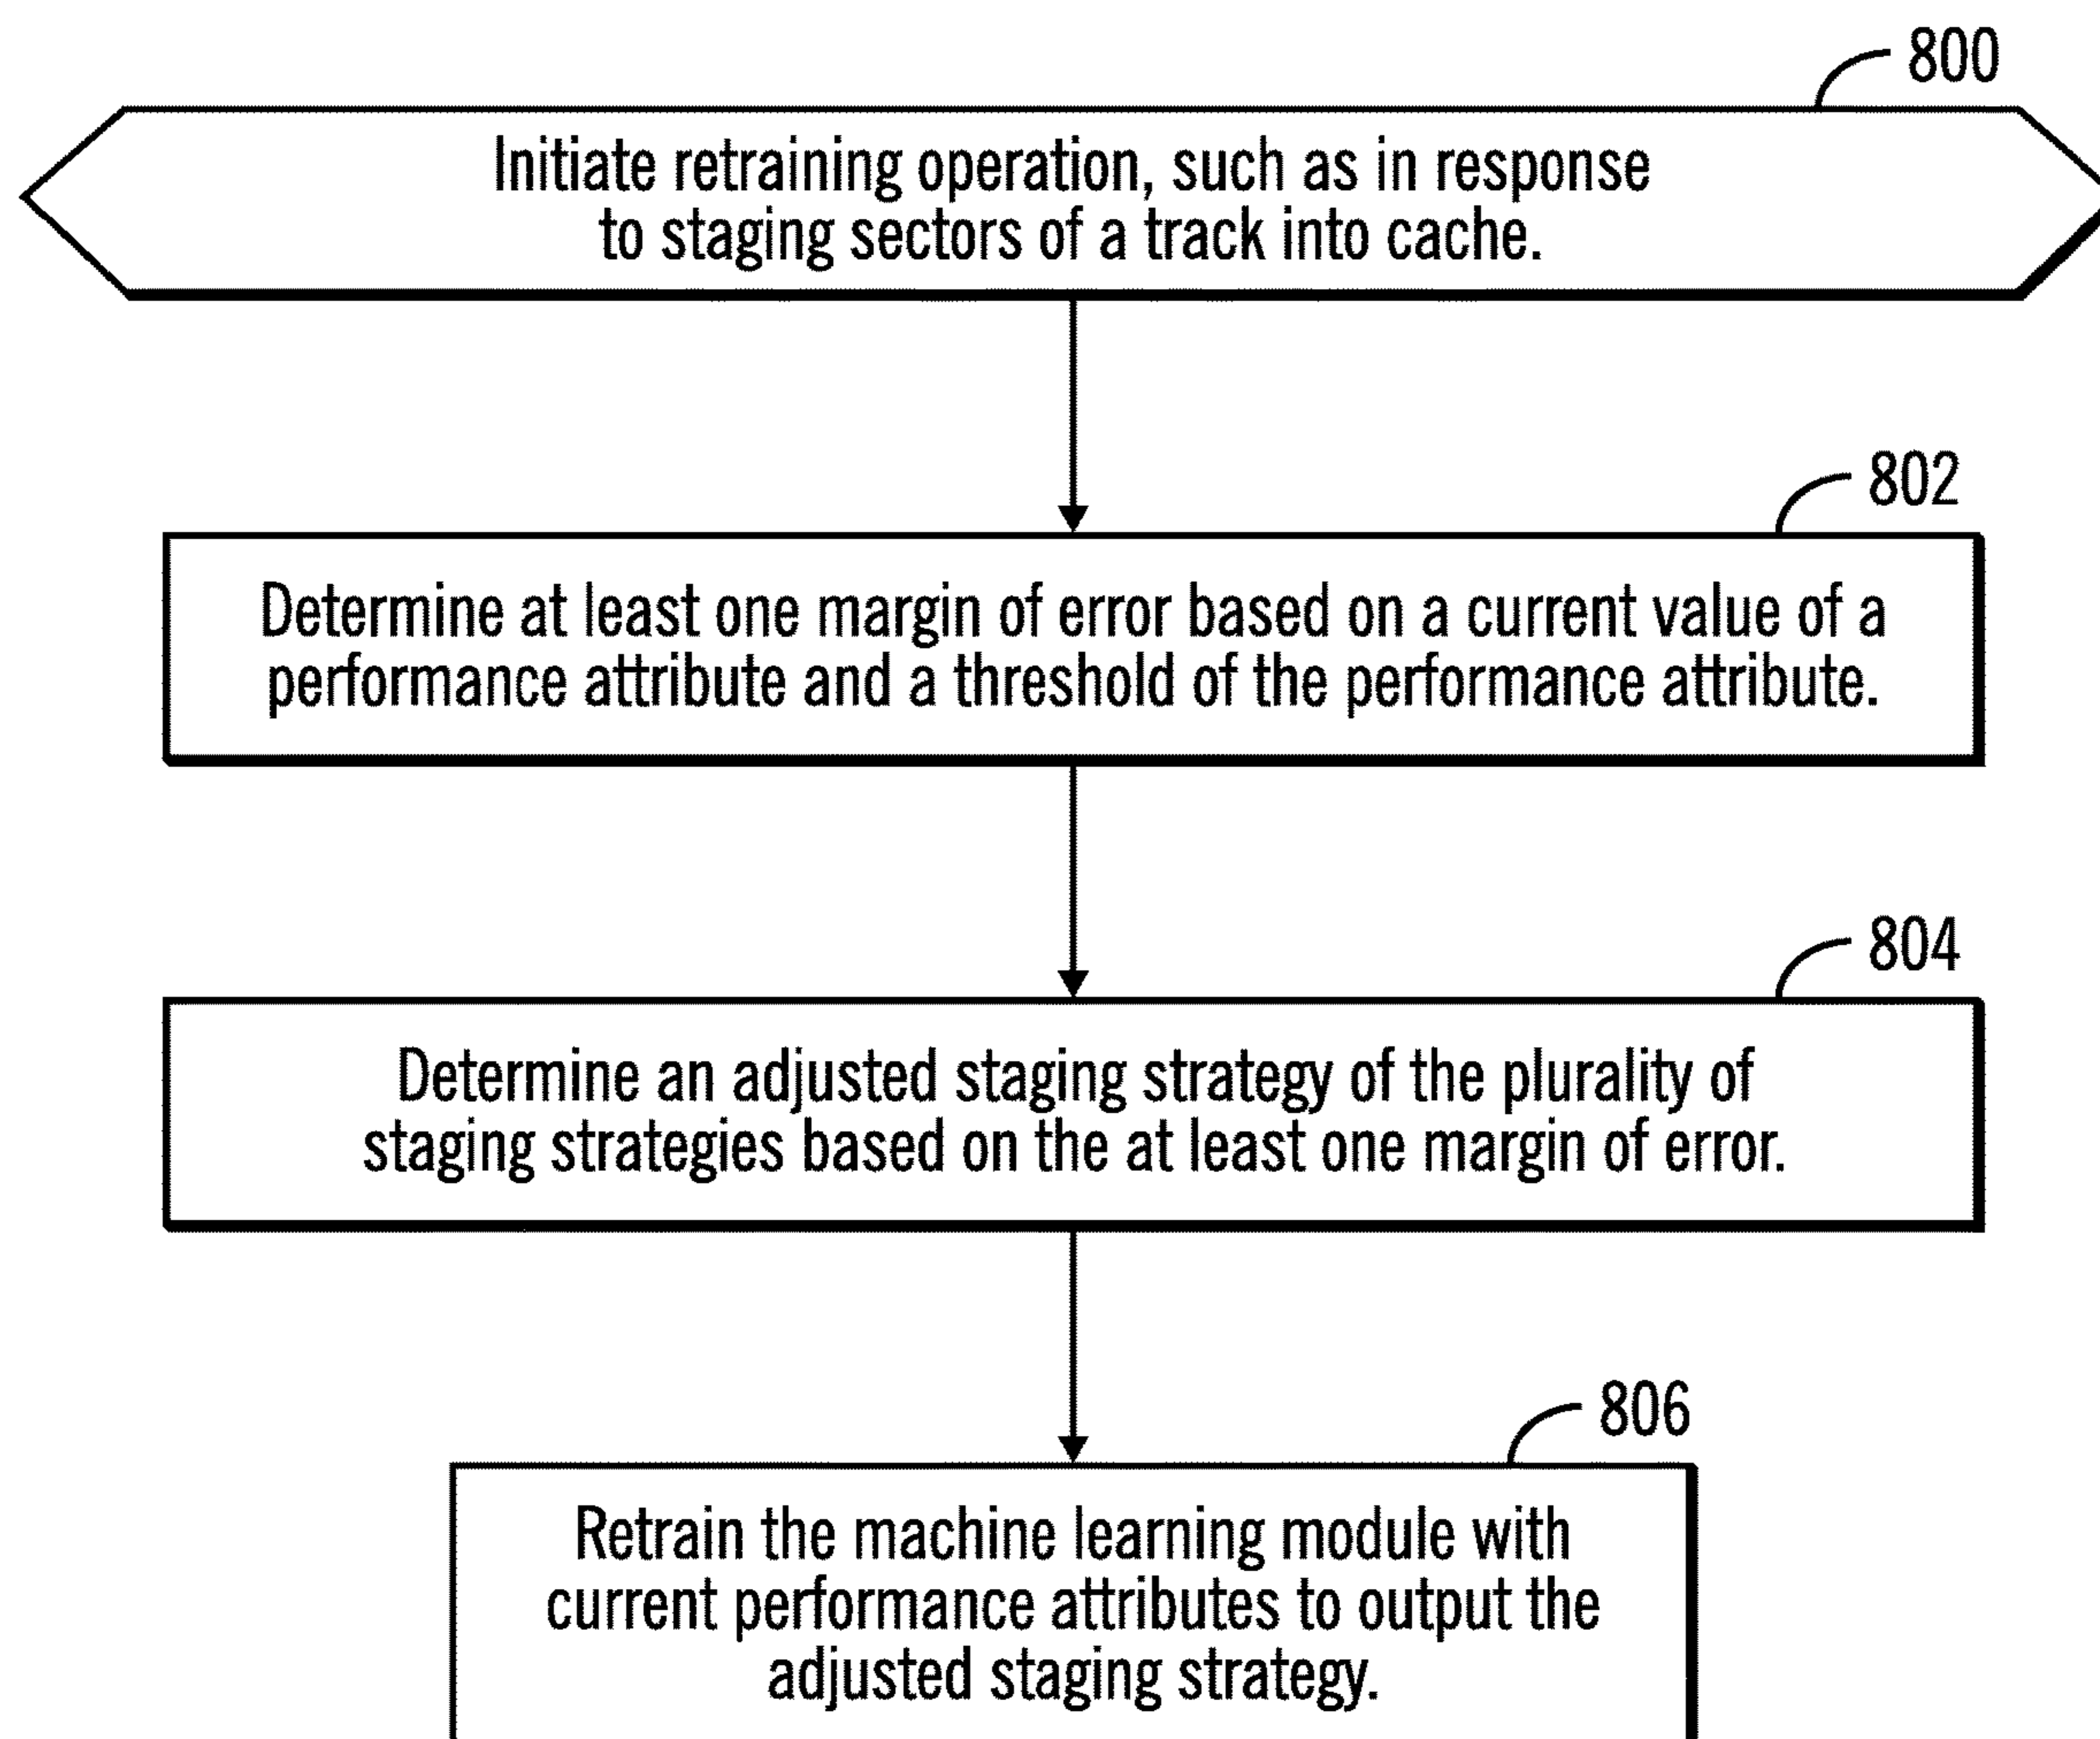 800
Initiate retraining operation, such as in response
to staging sectors of a track into cache.
802
Determine at least one margin of error based on a current value of a
performance attribute and a threshold of the performance attribute.
804
Determine an adjusted staging strategy of the plurality of
staging strategies based on the at least one margin of error.
806
Retrain the machine learning module with
current performance attributes to output the
adjusted staging strategy.